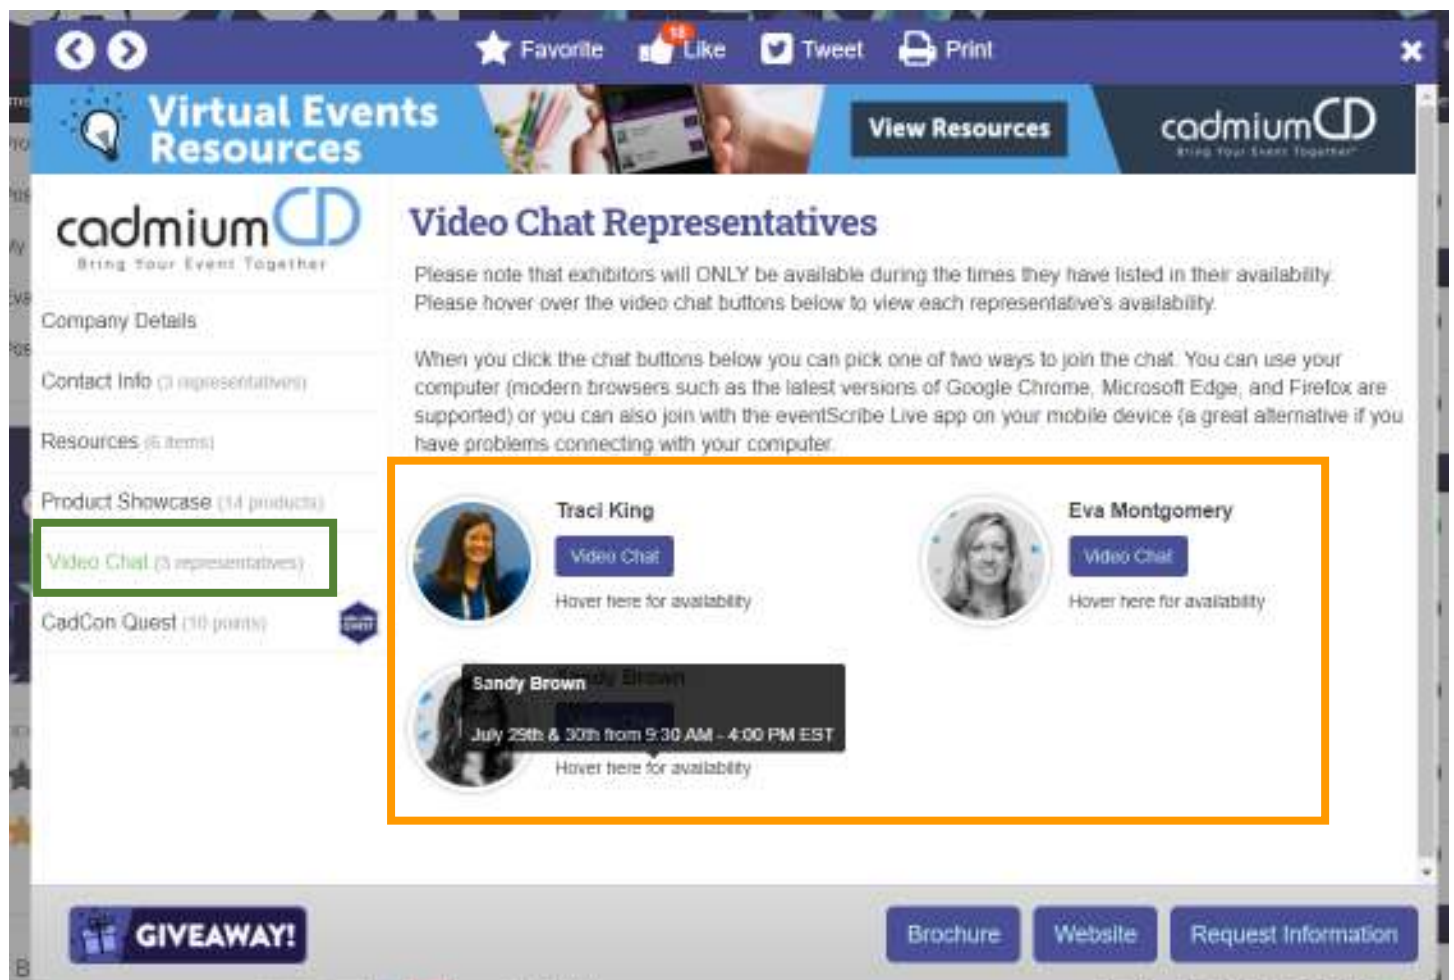 Favorite
18
Like
Tweet
Print
Virtual Events
Resources
View Resources
cadmiumCD
Bring Your Event Together
cadmiumCD
Bring Your Event Together
Company Details
Contact Info (3 representatives)
Resources (6 items)
Product Showcase (14 products)
Video Chat (3 representatives)
CadCon Quest (10 points)
Video Chat Representatives
Please note that exhibitors will ONLY be available during the times they have listed in their availability.
Please hover over the video chat buttons below to view each representative's availability.
When you click the chat buttons below you can pick one of two ways to join the chat. You can use your
computer (modern browsers such as the latest versions of Google Chrome, Microsoft Edge, and Firefox are
supported) or you can also join with the eventScribe Live app on your mobile device (a great alternative if you
have problems connecting with your computer.
Traci King
Video Chat
Hover here for availability
Eva Montgomery
Video Chat
Hover here for availability
Sandy Brown
July 29th & 30th from 9:30 AM - 4:00 PM EST
Hover here for availability
GIVEAWAY!
Brochure
Website
Request Information